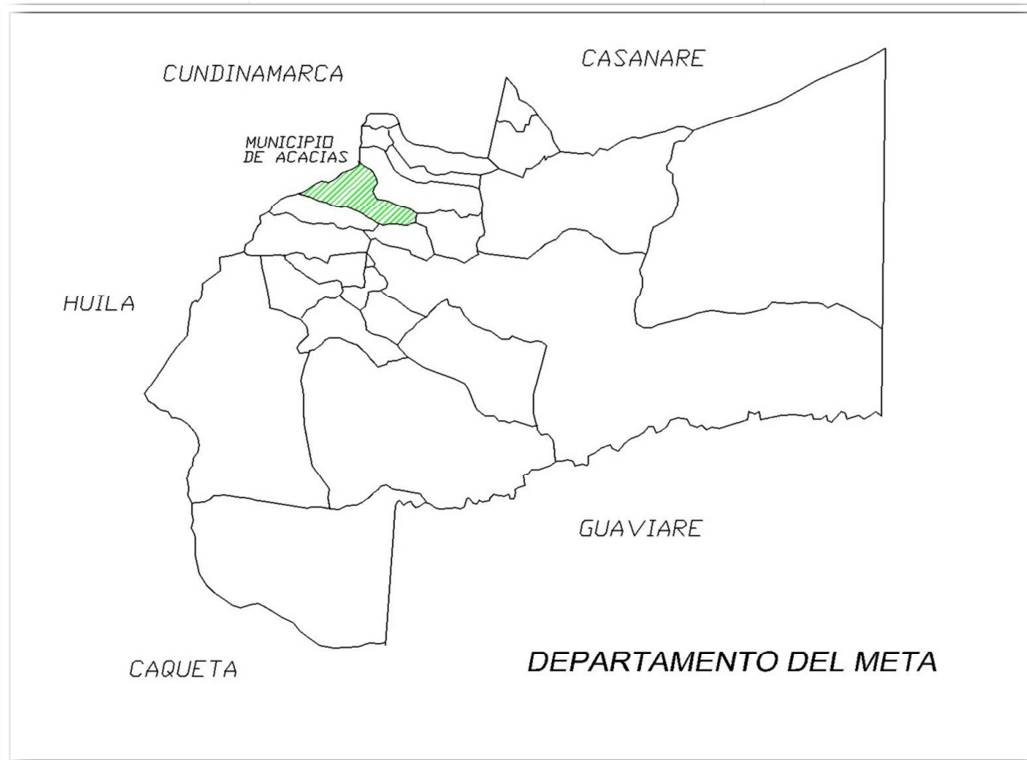 CASANARE
CUNDINAMARCA
MUNICIPIO
DE ACACIAS
HUILA
GUAVIARE
CAQUETA
DEPARTAMENTO DEL META